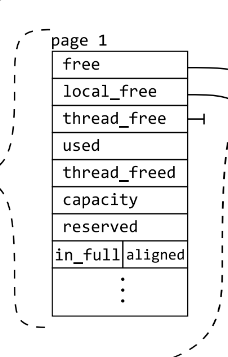 page 1
free
local_free
thread_free
used
thread_freed
capacity
reserved
in_full aligned